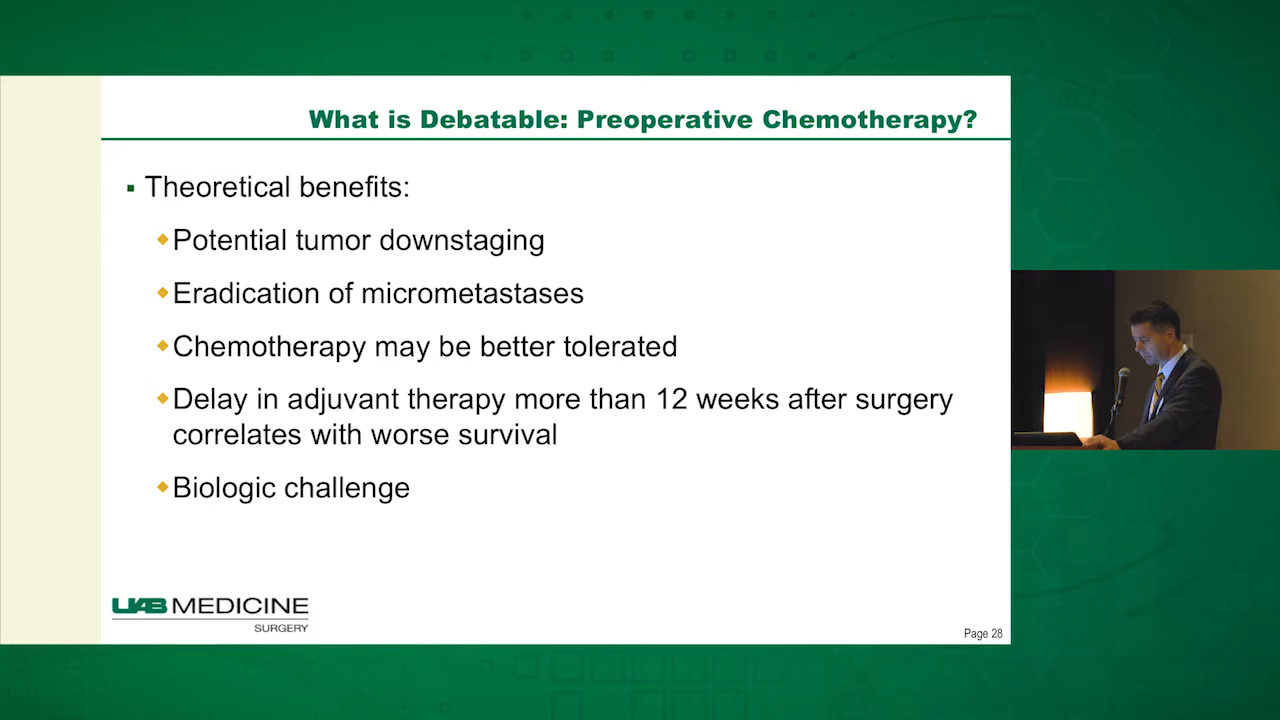 What is Debatable: Preoperative Chemotherapy?
▪ Theoretical benefits:
◆Potential tumor downstaging
◆Eradication of micrometastases
◆Chemotherapy may be better tolerated
◆Delay in adjuvant therapy more than 12 weeks after surgery
correlates with worse survival
◆Biologic challenge
UAB MEDICINE
SURGERY
Page 28